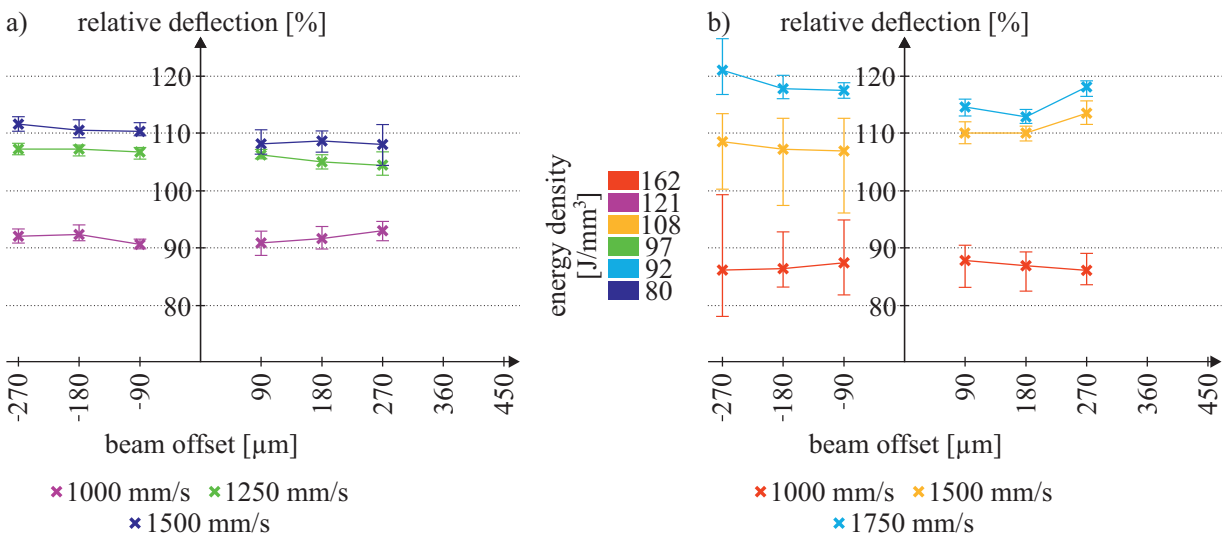 a)
relative deflection [%]
120
110
100
90
80
-270
-180
-90
90
180
270
360
450
beam offset [µm]
1000 mm/s
1250 mm/s
1500 mm/s
energy density
[J/mm³]
162
121
108
97
92
80
b)
relative deflection [%]
120
110
100
90
80
-270
-180
-90
90
180
270
360
450
beam offset [µm]
1000 mm/s
1500 mm/s
1750 mm/s